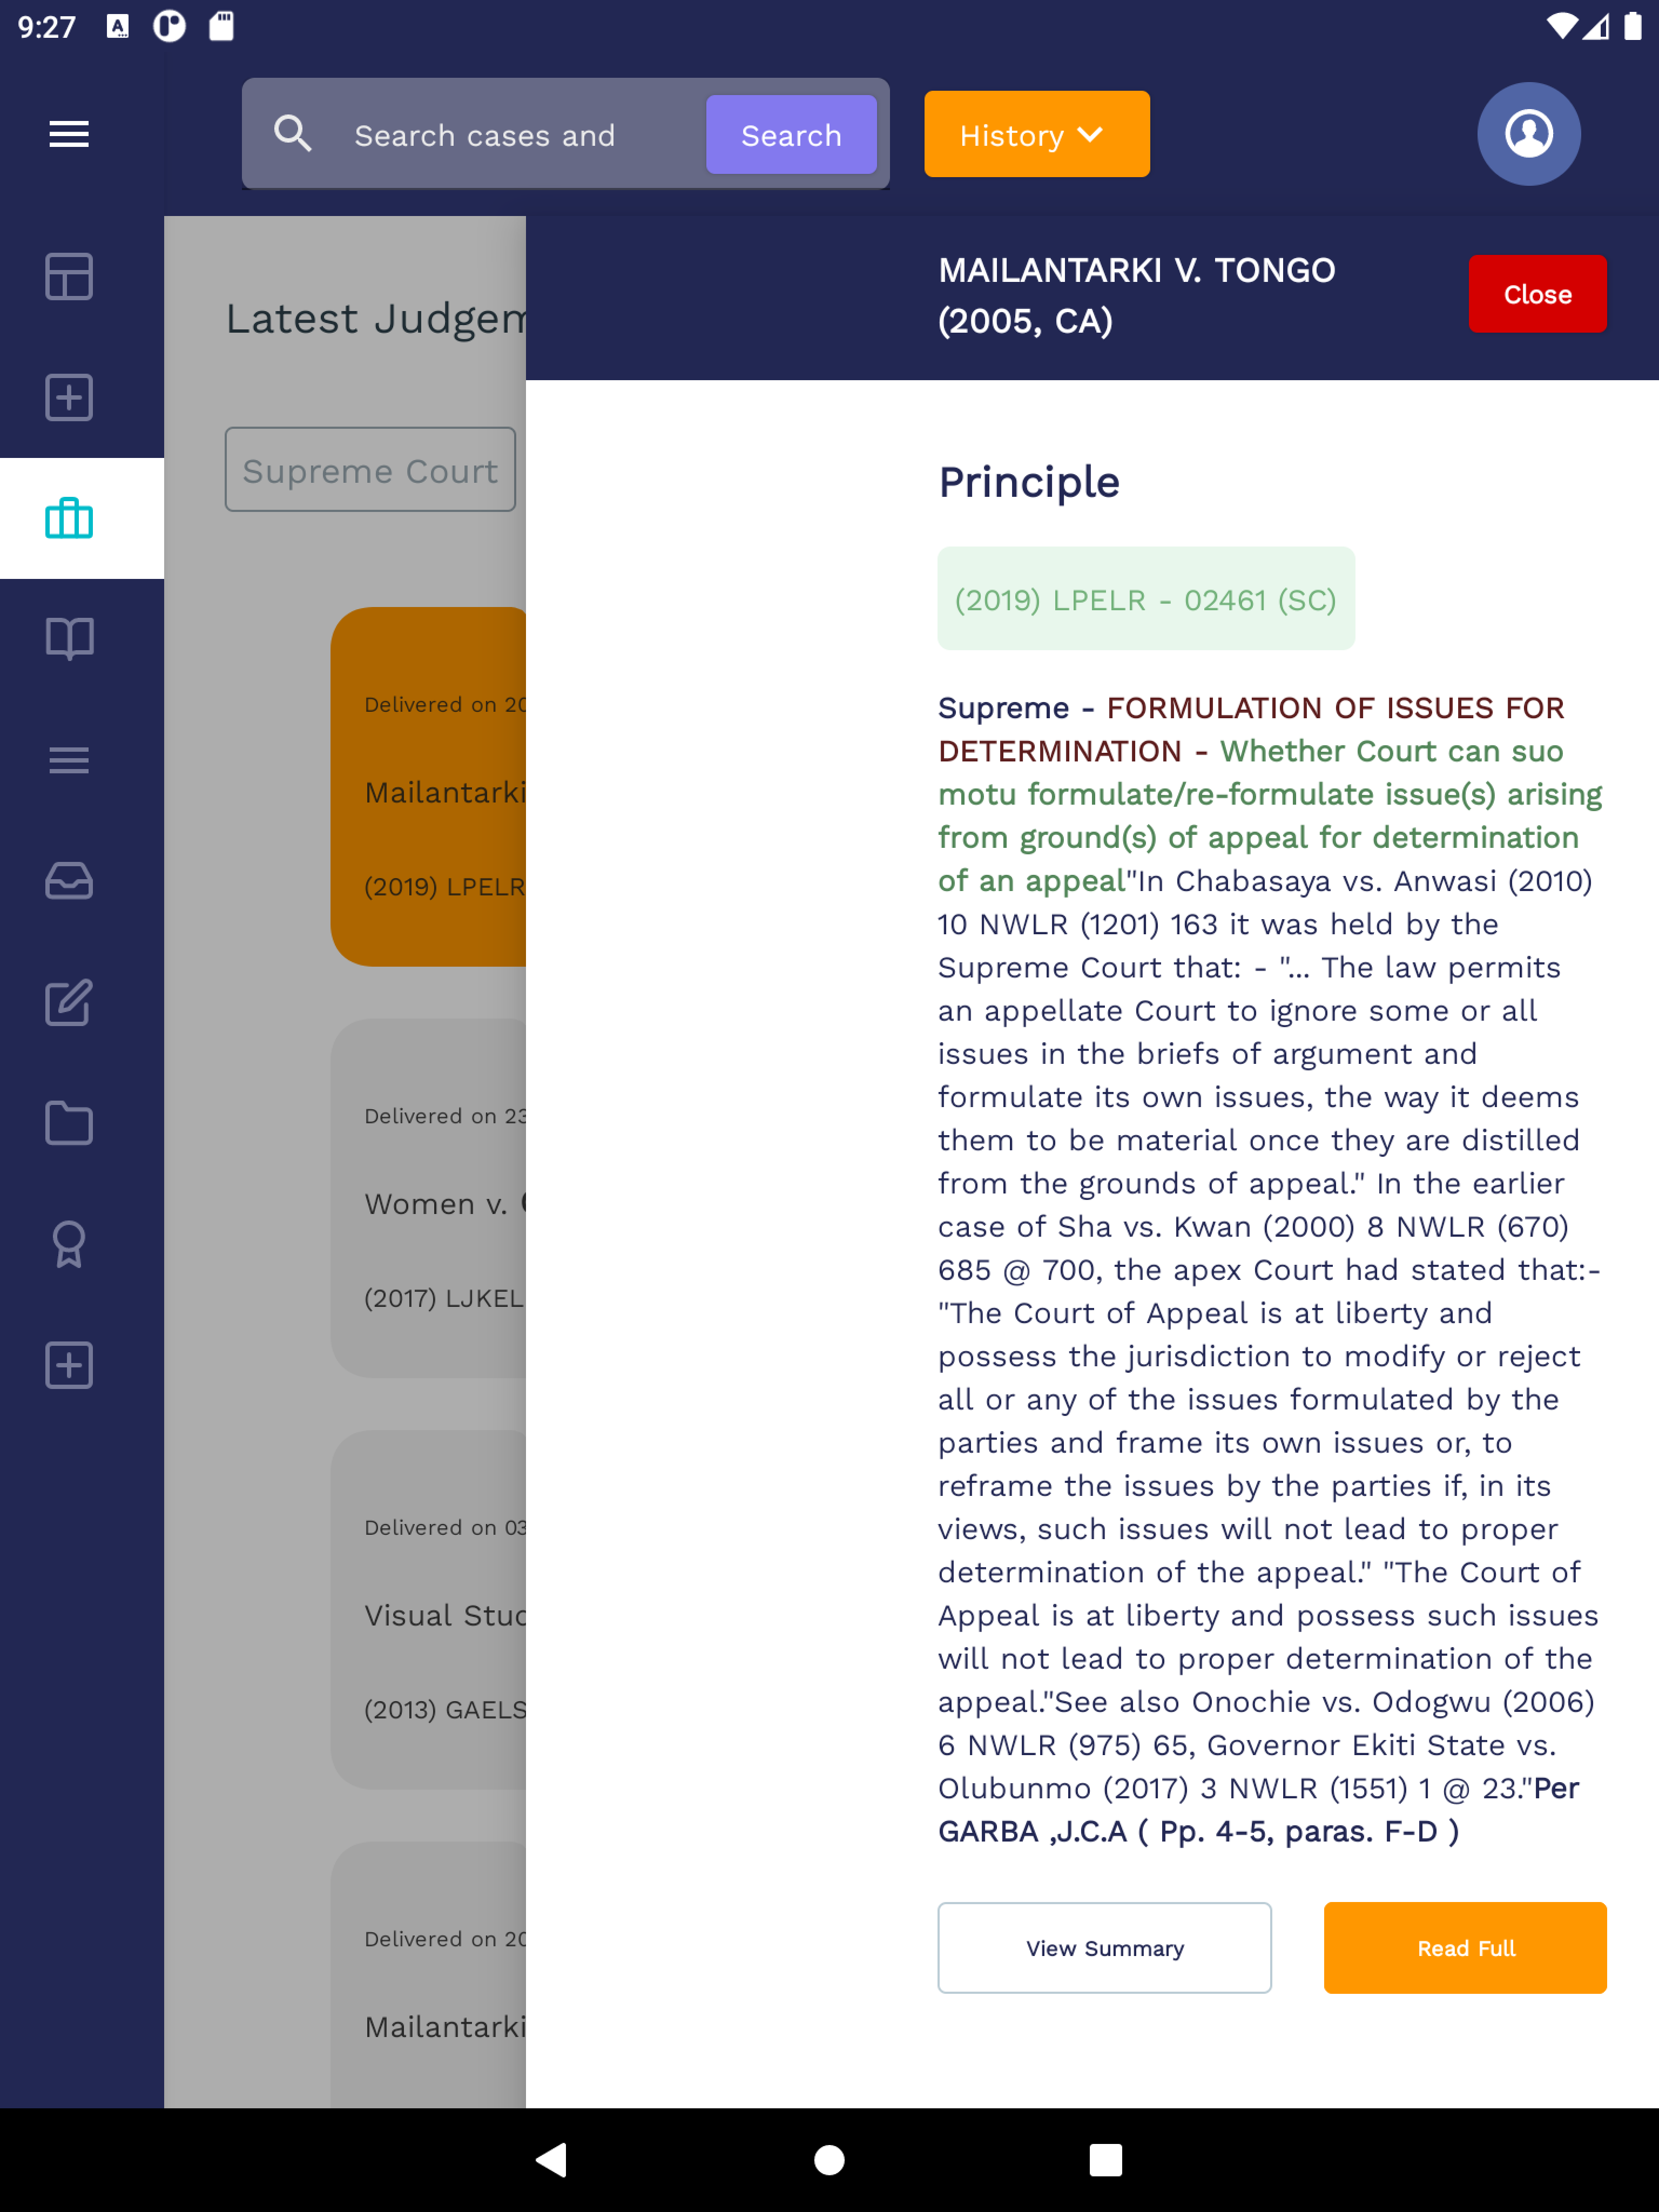 9:27
Search cases and
Search
History
MAILANTARKI V. TONGO
(2005, CA)
Close
Latest Judgem
Supreme Court
Delivered on 20
Mailantarki
(2019) LPELR
Delivered on 23
Women v.
(2017) LJKEL
Delivered on 03
Visual Stud
(2013) GAELS
Delivered on 20
Mailantarki
Principle
(2019) LPELR - 02461 (SC)
Supreme - FORMULATION OF ISSUES FOR
DETERMINATION - Whether Court can suo
motu formulate/re-formulate issue(s) arising
from ground(s) of appeal for determination
of an appeal"In Chabasaya vs. Anwasi (2010)
10 NWLR (1201) 163 it was held by the
Supreme Court that: - "... The law permits
an appellate Court to ignore some or all
issues in the briefs of argument and
formulate its own issues, the way it deems
them to be material once they are distilled
from the grounds of appeal." In the earlier
case of Sha vs. Kwan (2000) 8 NWLR (670)
685 @ 700, the apex Court had stated that:-
"The Court of Appeal is at liberty and
possess the jurisdiction to modify or reject
all or any of the issues formulated by the
parties and frame its own issues or, to
reframe the issues by the parties if, in its
views, such issues will not lead to proper
determination of the appeal." "The Court of
Appeal is at liberty and possess such issues
will not lead to proper determination of the
appeal."See also Onochie vs. Odogwu (2006)
6 NWLR (975) 65, Governor Ekiti State vs.
Olubunmo (2017) 3 NWLR (1551) 1 @ 23."Per
GARBA ,J.C.A ( Pp. 4-5, paras. F-D )
View Summary
Read Full